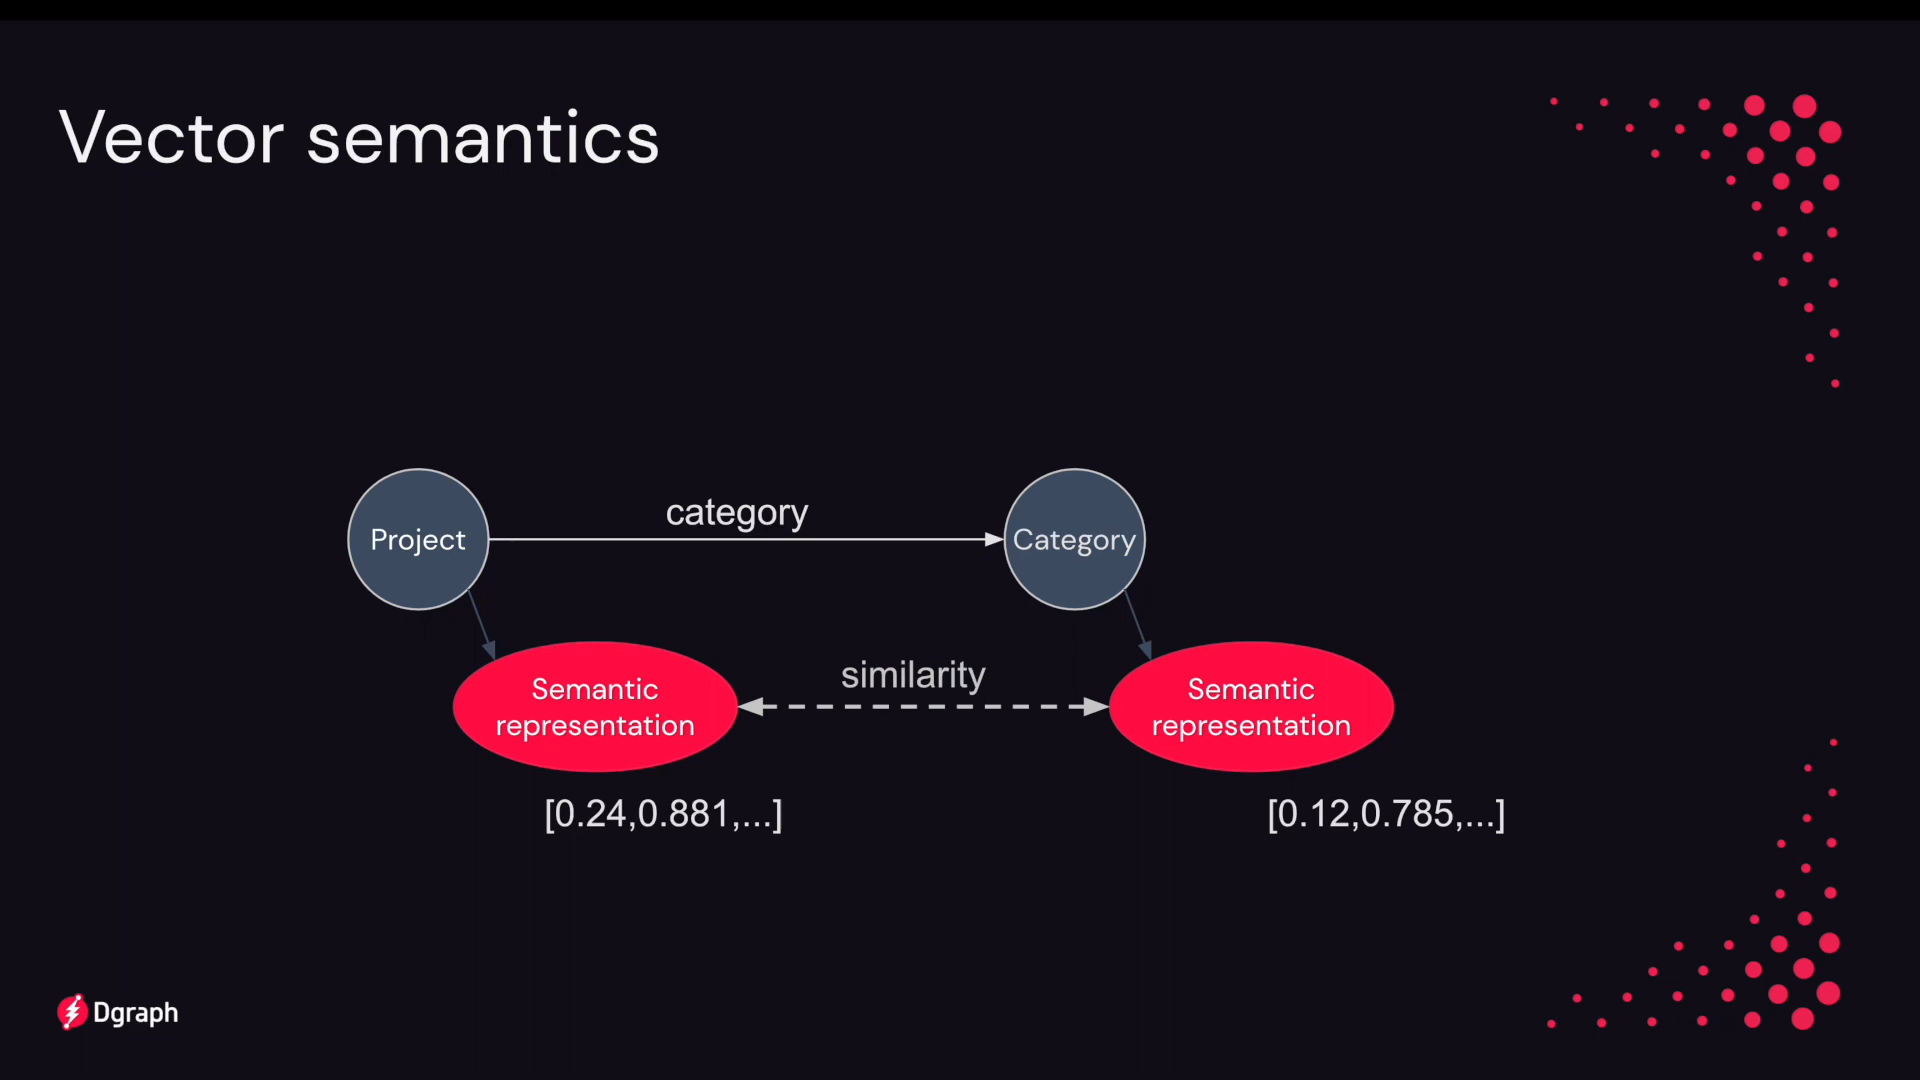 Vector semantics
category
Project
Category
similarity
Semantic
representation
Semantic
representation
[0.24,0.881,...]
[0.12,0.785,...]
Dgraph